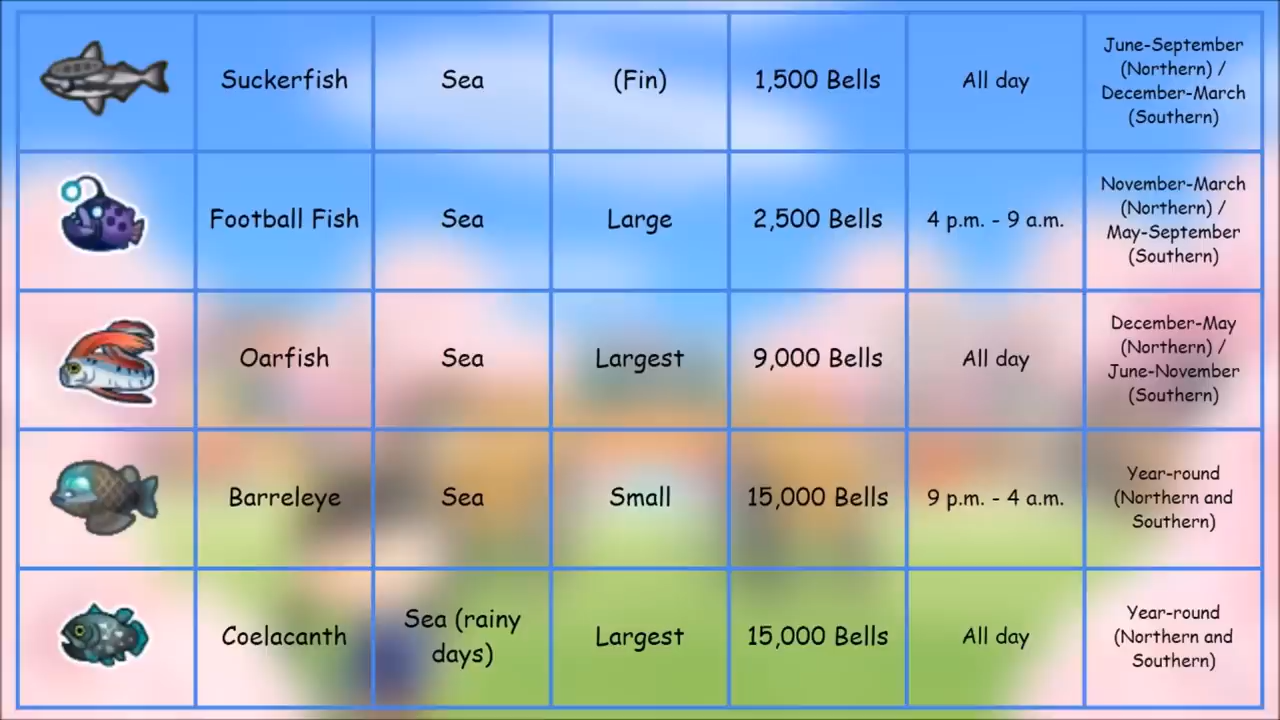 Suckerfish
Sea
(Fin)
1,500 Bells
All day
June-September
(Northern) /
December-March
(Southern)
Football Fish
Sea
Large
2,500 Bells
4 p.m. - 9 a.m.
November-March
(Northern) /
May-September
(Southern)
Oarfish
Sea
Largest
9,000 Bells
All day
December-May
(Northern) /
June-November
(Southern)
Barreleye
Sea
Small
15,000 Bells
9 p.m. - 4 a.m.
Year-round
(Northern and
Southern)
Coelacanth
Sea (rainy
days)
Largest
15,000 Bells
All day
Year-round
(Northern and
Southern)